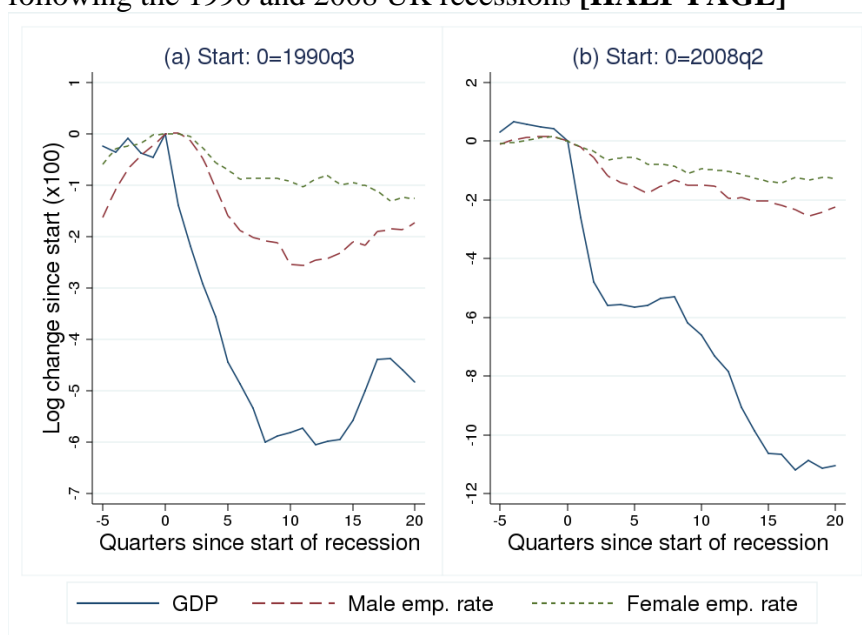 following the 1990 and 2008 UK recessions [HALF PAGE]
(a) Start: 0=1990q3
(b) Start: 0=2008q2
Log change since start (x100)
1
0
-1
-2
-3
-4
-5
-6
-7
-5 0 5 10 15 20
Quarters since start of recession
2
0
-2
-4
-6
-8
-10
-12
-5 0 5 10 15 20
Quarters since start of recession
GDP Male emp. rate Female emp. rate